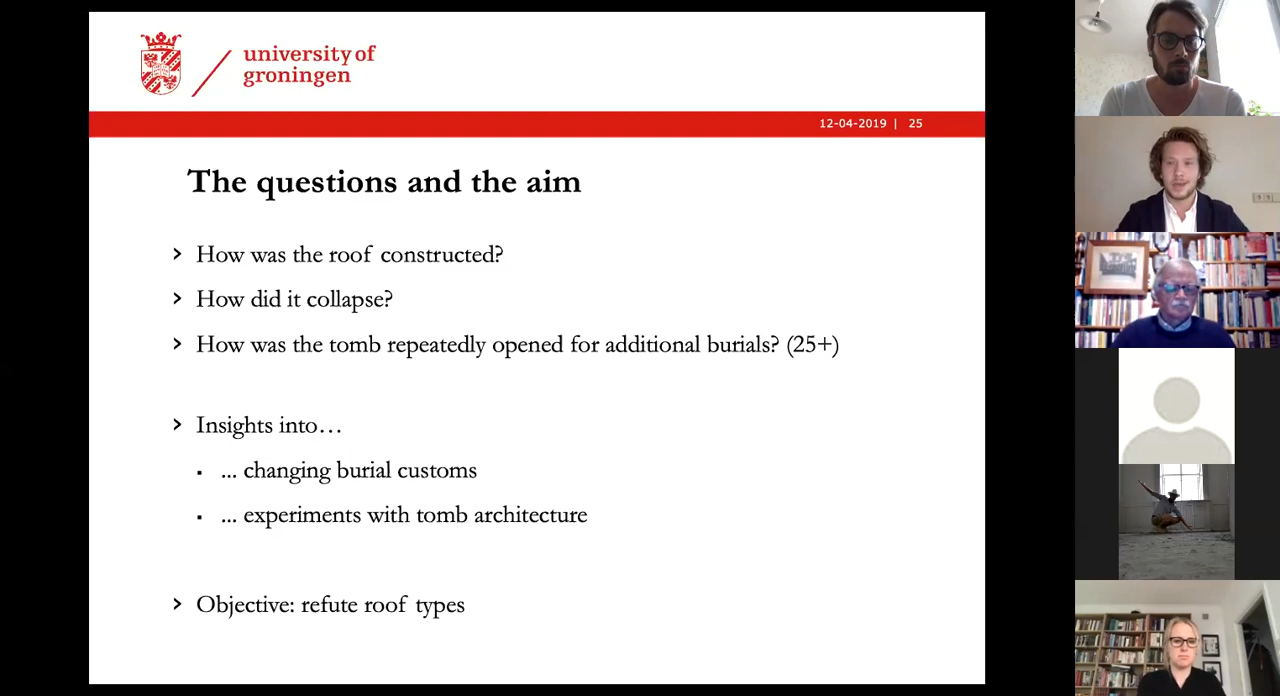 university of
groningen
12-04-2019 | 25
The questions and the aim
› How was the roof constructed?
› How did it collapse?
› How was the tomb repeatedly opened for additional burials? (25+)
› Insights into…
▪ ... changing burial customs
▪ ... experiments with tomb architecture
› Objective: refute roof types